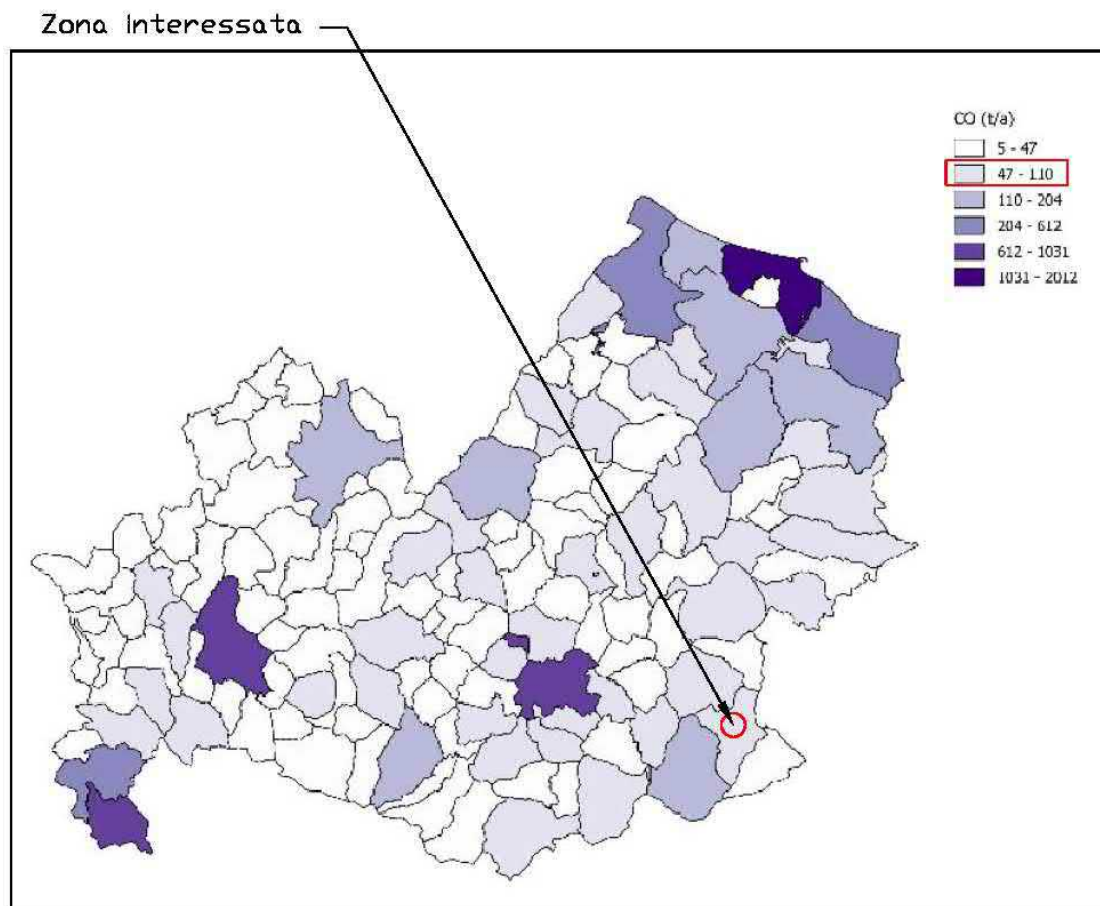 Zona Interessata
CO (t/a)
5 - 47
47 - 110
110 - 204
204 - 612
612 - 1031
1031 - 2012